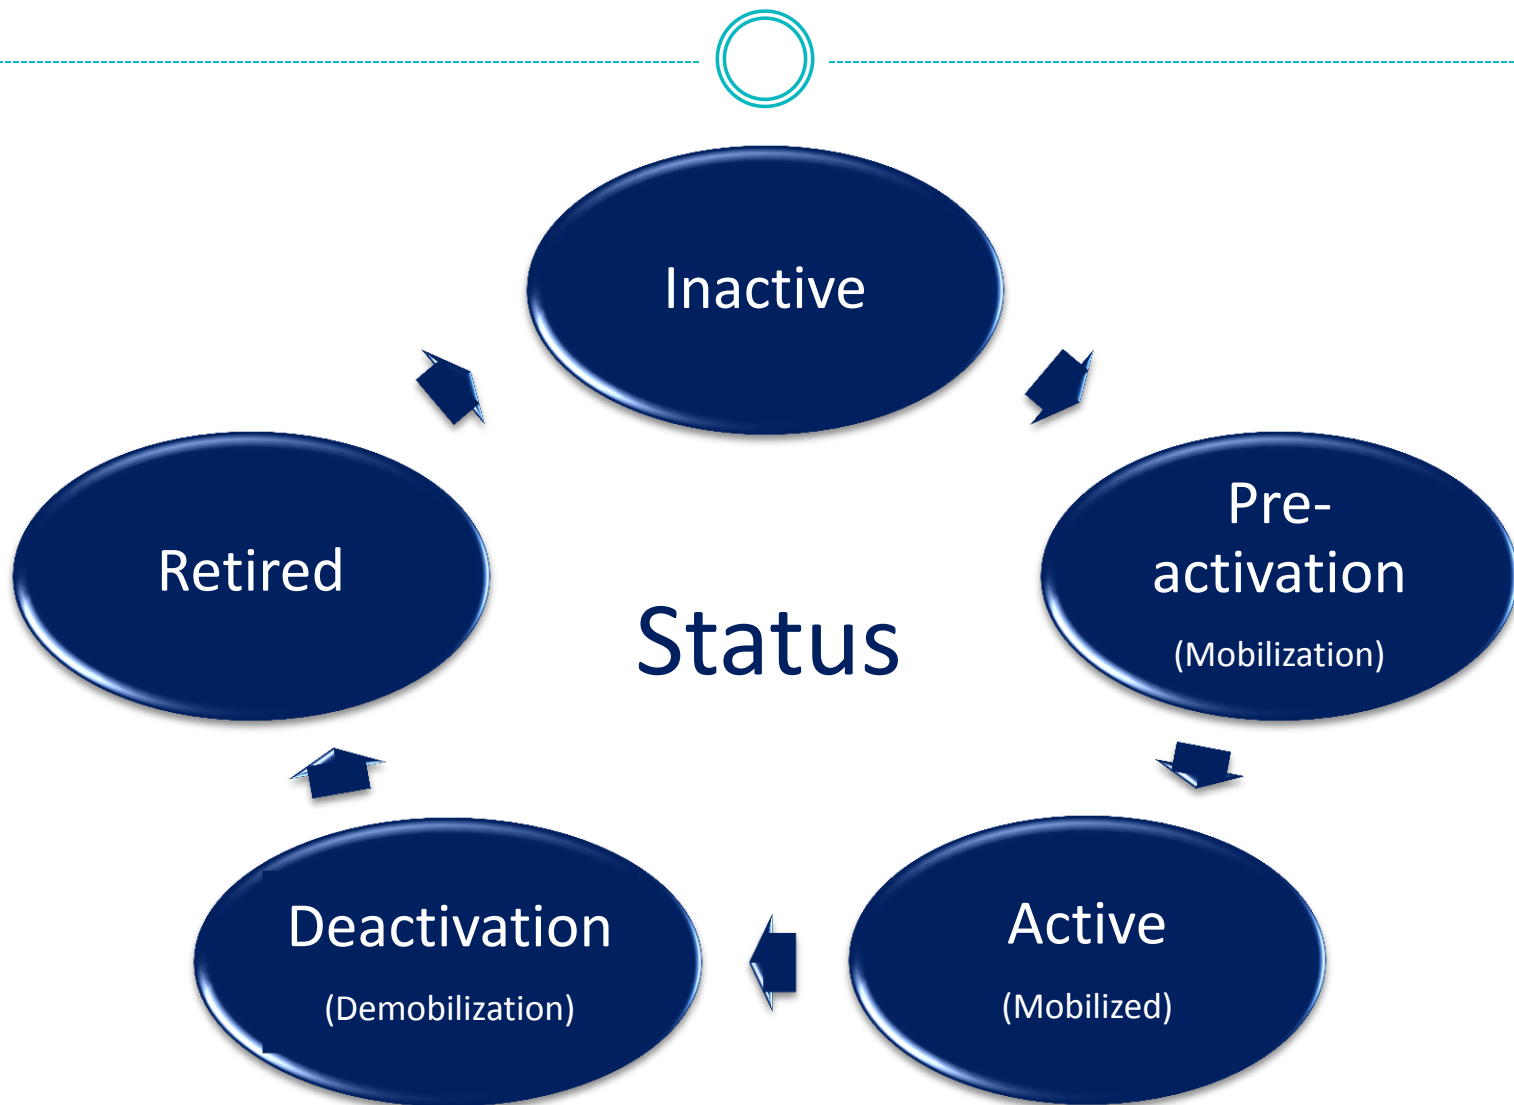 Inactive
Pre-
activation
(Mobilization)
Active
(Mobilized)
Deactivation
(Demobilization)
Retired
Status